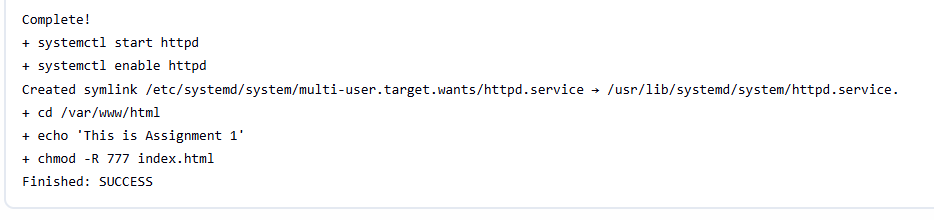 Complete!
+ systemctl start httpd
+ systemctl enable httpd
Created symlink /etc/systemd/system/multi-user.target.wants/httpd.service → /usr/lib/systemd/system/httpd.service.
+ cd /var/www/html
+ echo 'This is Assignment 1'
+ chmod -R 777 index.html
Finished: SUCCESS